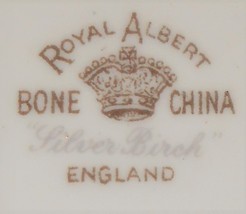 ROYAL ALBERT
BONE CHINA
"Silver Birch"
ENGLAND